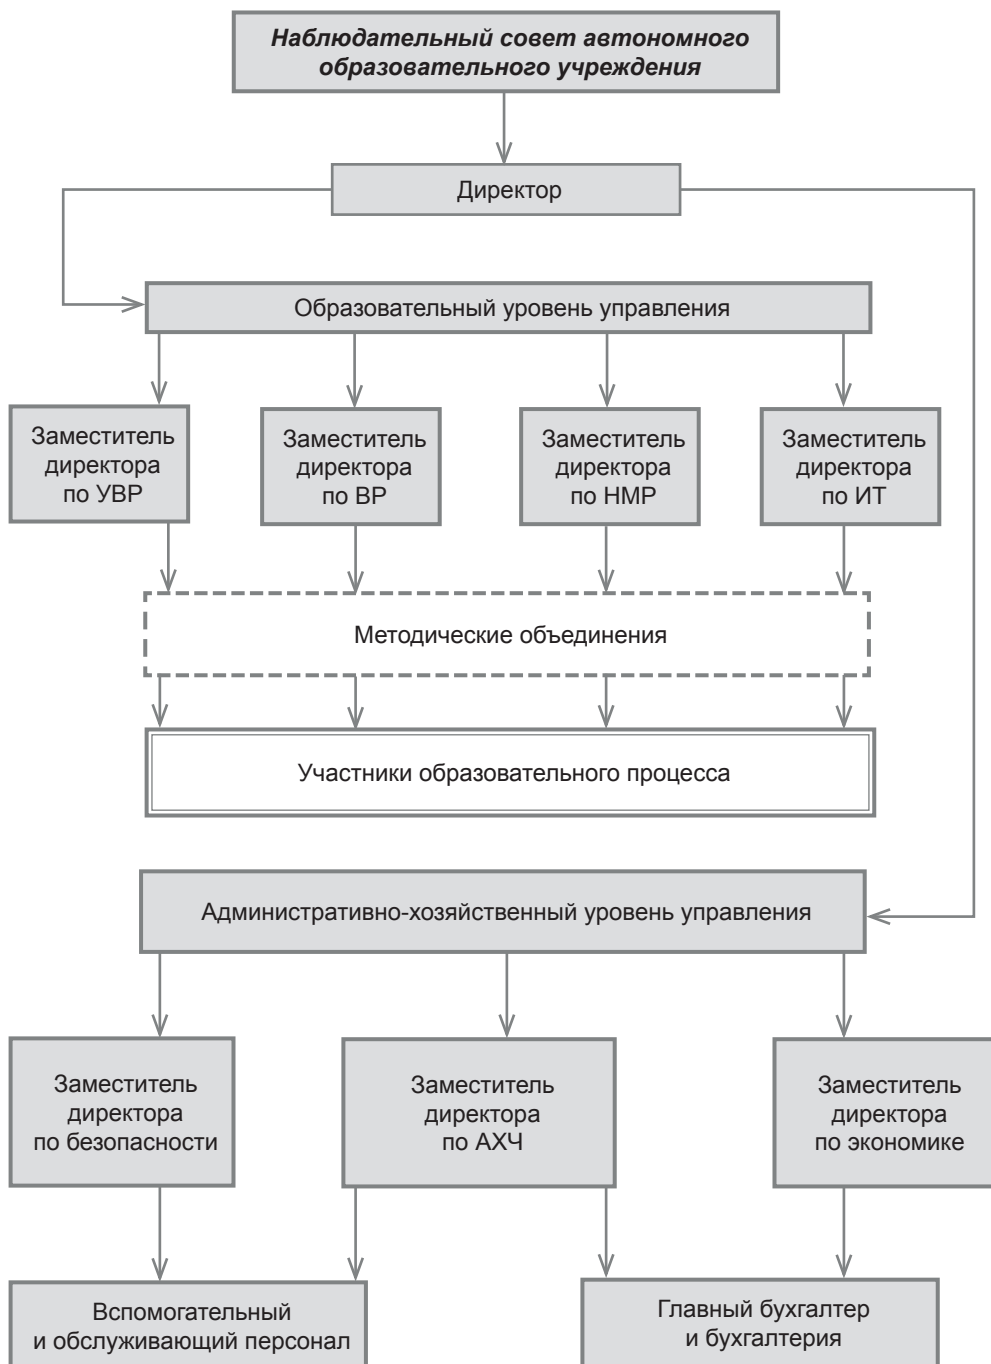 Наблюдательный совет автономного
образовательного учреждения
Директор
Образовательный уровень управления
Заместитель
директора
по УВР
Заместитель
директора
по ВР
Заместитель
директора
по НМР
Заместитель
директора
по ИТ
Методические объединения
Участники образовательного процесса
Административно-хозяйственный уровень управления
Заместитель
директора
по безопасности
Заместитель
директора
по АХЧ
Заместитель
директора
по экономике
Вспомогательный
и обслуживающий персонал
Главный бухгалтер
и бухгалтерия